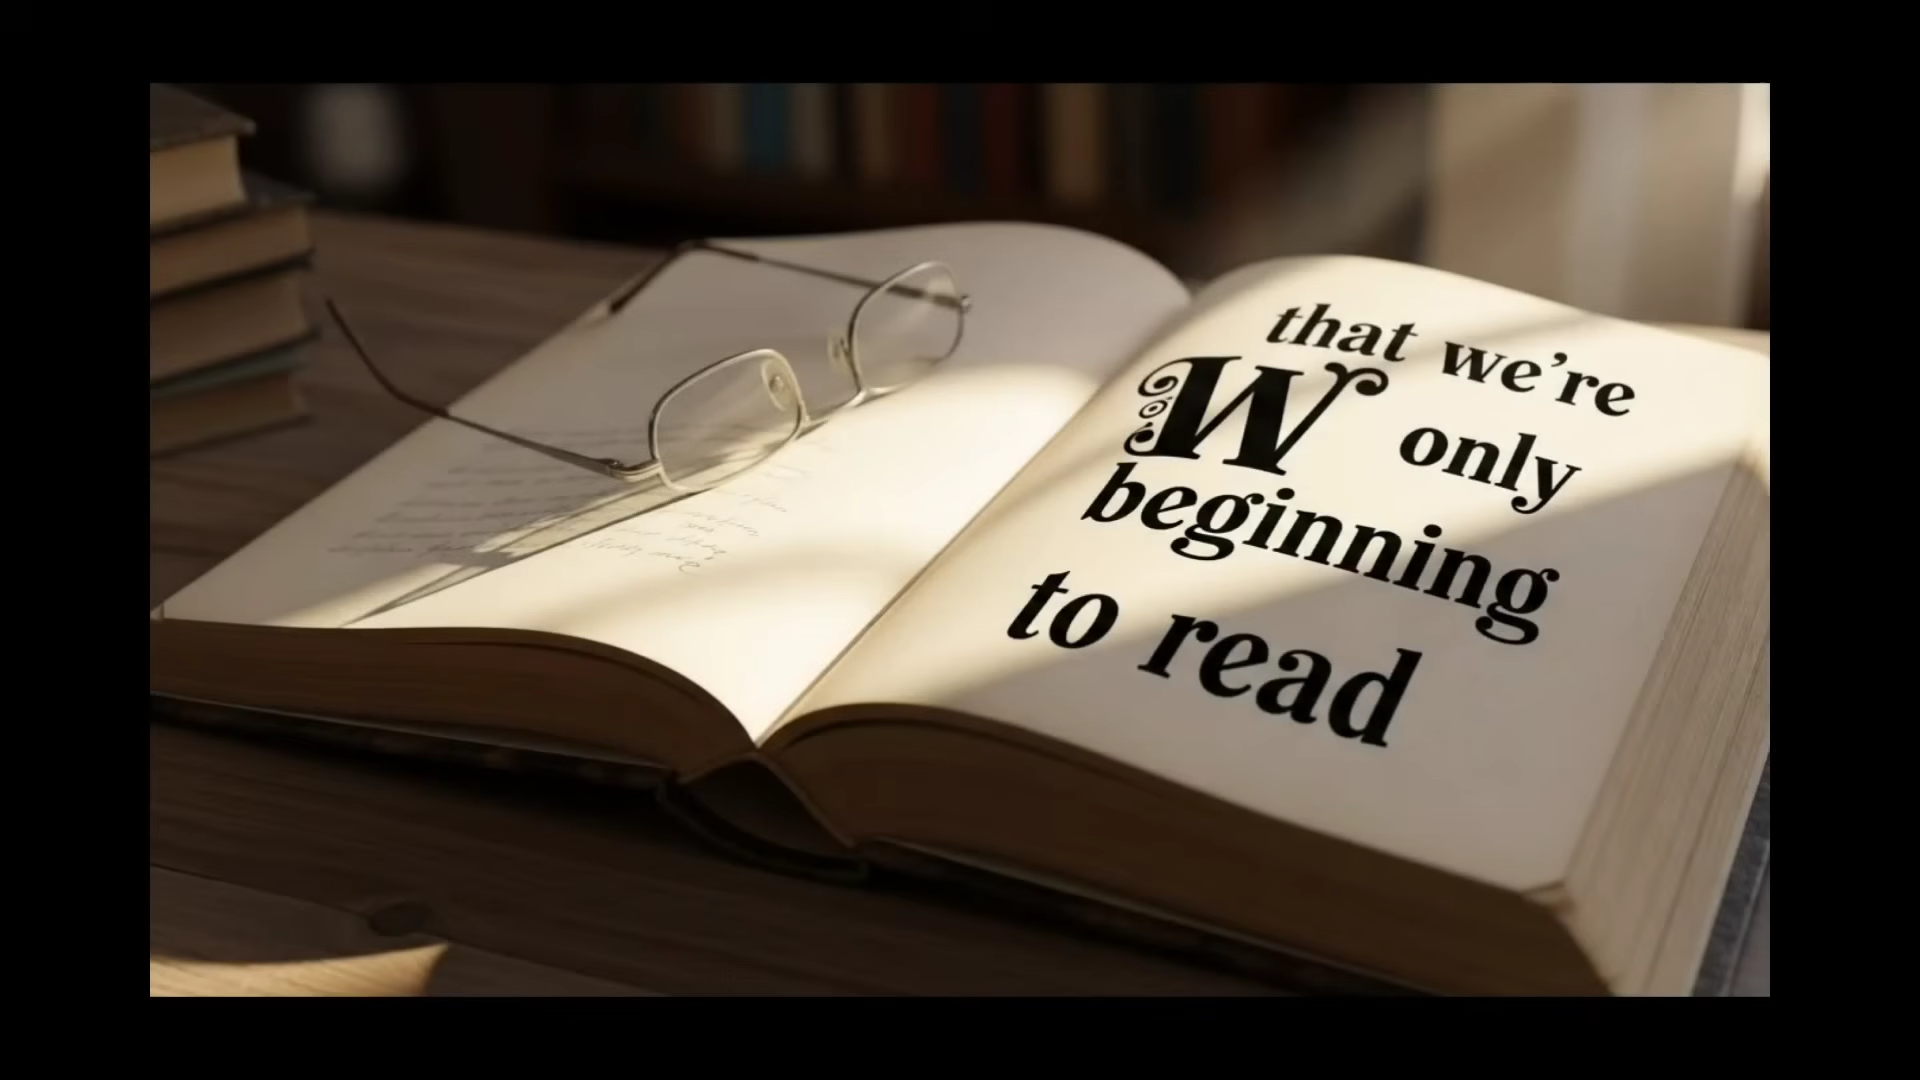 that we're
W only
beginning
to read